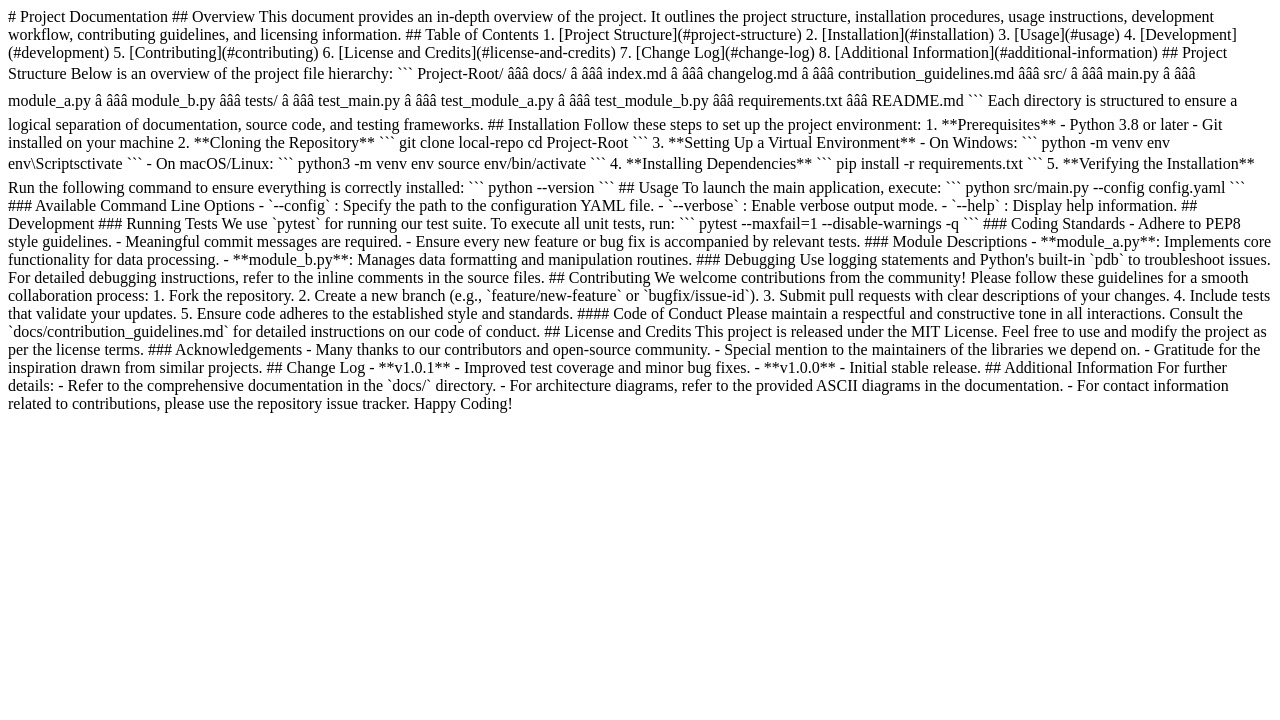 # Project Documentation ## Overview This document provides an in-depth overview of the project. It outlines the project structure, installation procedures, usage instructions, development
workflow, contributing guidelines, and licensing information. ## Table of Contents 1. [Project Structure](#project-structure) 2. [Installation](#installation) 3. [Usage](#usage) 4. [Development]
(#development) 5. [Contributing](#contributing) 6. [License and Credits](#license-and-credits) 7. [Change Log](#change-log) 8. [Additional Information](#additional-information) ## Project
Structure Below is an overview of the project file hierarchy: ``` Project-Root/ âââ docs/ â âââ index.md â âââ changelog.md â âââ contribution_guidelines.md âââ src/ â âââ main.py â âââ
module_a.py â âââ module_b.py âââ tests/ â âââ test_main.py â âââ test_module_a.py â âââ test_module_b.py âââ requirements.txt âââ README.md ``` Each directory is structured to ensure a
logical separation of documentation, source code, and testing frameworks. ## Installation Follow these steps to set up the project environment: 1. **Prerequisites** - Python 3.8 or later - Git
installed on your machine 2. **Cloning the Repository** ``` git clone local-repo cd Project-Root ``` 3. **Setting Up a Virtual Environment** - On Windows: ``` python -m venv env
env\Scriptsctivate ``` - On macOS/Linux: ``` python3 -m venv env source env/bin/activate ``` 4. **Installing Dependencies** ``` pip install -r requirements.txt ``` 5. **Verifying the Installation**
Run the following command to ensure everything is correctly installed: ``` python --version ``` ## Usage To launch the main application, execute: ``` python src/main.py --config config.yaml ```
### Available Command Line Options - `--config` : Specify the path to the configuration YAML file. - `--verbose` : Enable verbose output mode. - `--help` : Display help information. ##
Development ### Running Tests We use `pytest` for running our test suite. To execute all unit tests, run: ``` pytest --maxfail=1 --disable-warnings -q ``` ### Coding Standards - Adhere to PEP8
style guidelines. - Meaningful commit messages are required. - Ensure every new feature or bug fix is accompanied by relevant tests. ### Module Descriptions - **module_a.py**: Implements core
functionality for data processing. - **module_b.py**: Manages data formatting and manipulation routines. ### Debugging Use logging statements and Python's built-in `pdb` to troubleshoot issues.
For detailed debugging instructions, refer to the inline comments in the source files. ## Contributing We welcome contributions from the community! Please follow these guidelines for a smooth
collaboration process: 1. Fork the repository. 2. Create a new branch (e.g., `feature/new-feature` or `bugfix/issue-id`). 3. Submit pull requests with clear descriptions of your changes. 4. Include tests
that validate your updates. 5. Ensure code adheres to the established style and standards. #### Code of Conduct Please maintain a respectful and constructive tone in all interactions. Consult the
`docs/contribution_guidelines.md` for detailed instructions on our code of conduct. ## License and Credits This project is released under the MIT License. Feel free to use and modify the project as
per the license terms. ### Acknowledgements - Many thanks to our contributors and open-source community. - Special mention to the maintainers of the libraries we depend on. - Gratitude for the
inspiration drawn from similar projects. ## Change Log - **v1.0.1** - Improved test coverage and minor bug fixes. - **v1.0.0** - Initial stable release. ## Additional Information For further
details: - Refer to the comprehensive documentation in the `docs/` directory. - For architecture diagrams, refer to the provided ASCII diagrams in the documentation. - For contact information
related to contributions, please use the repository issue tracker. Happy Coding!